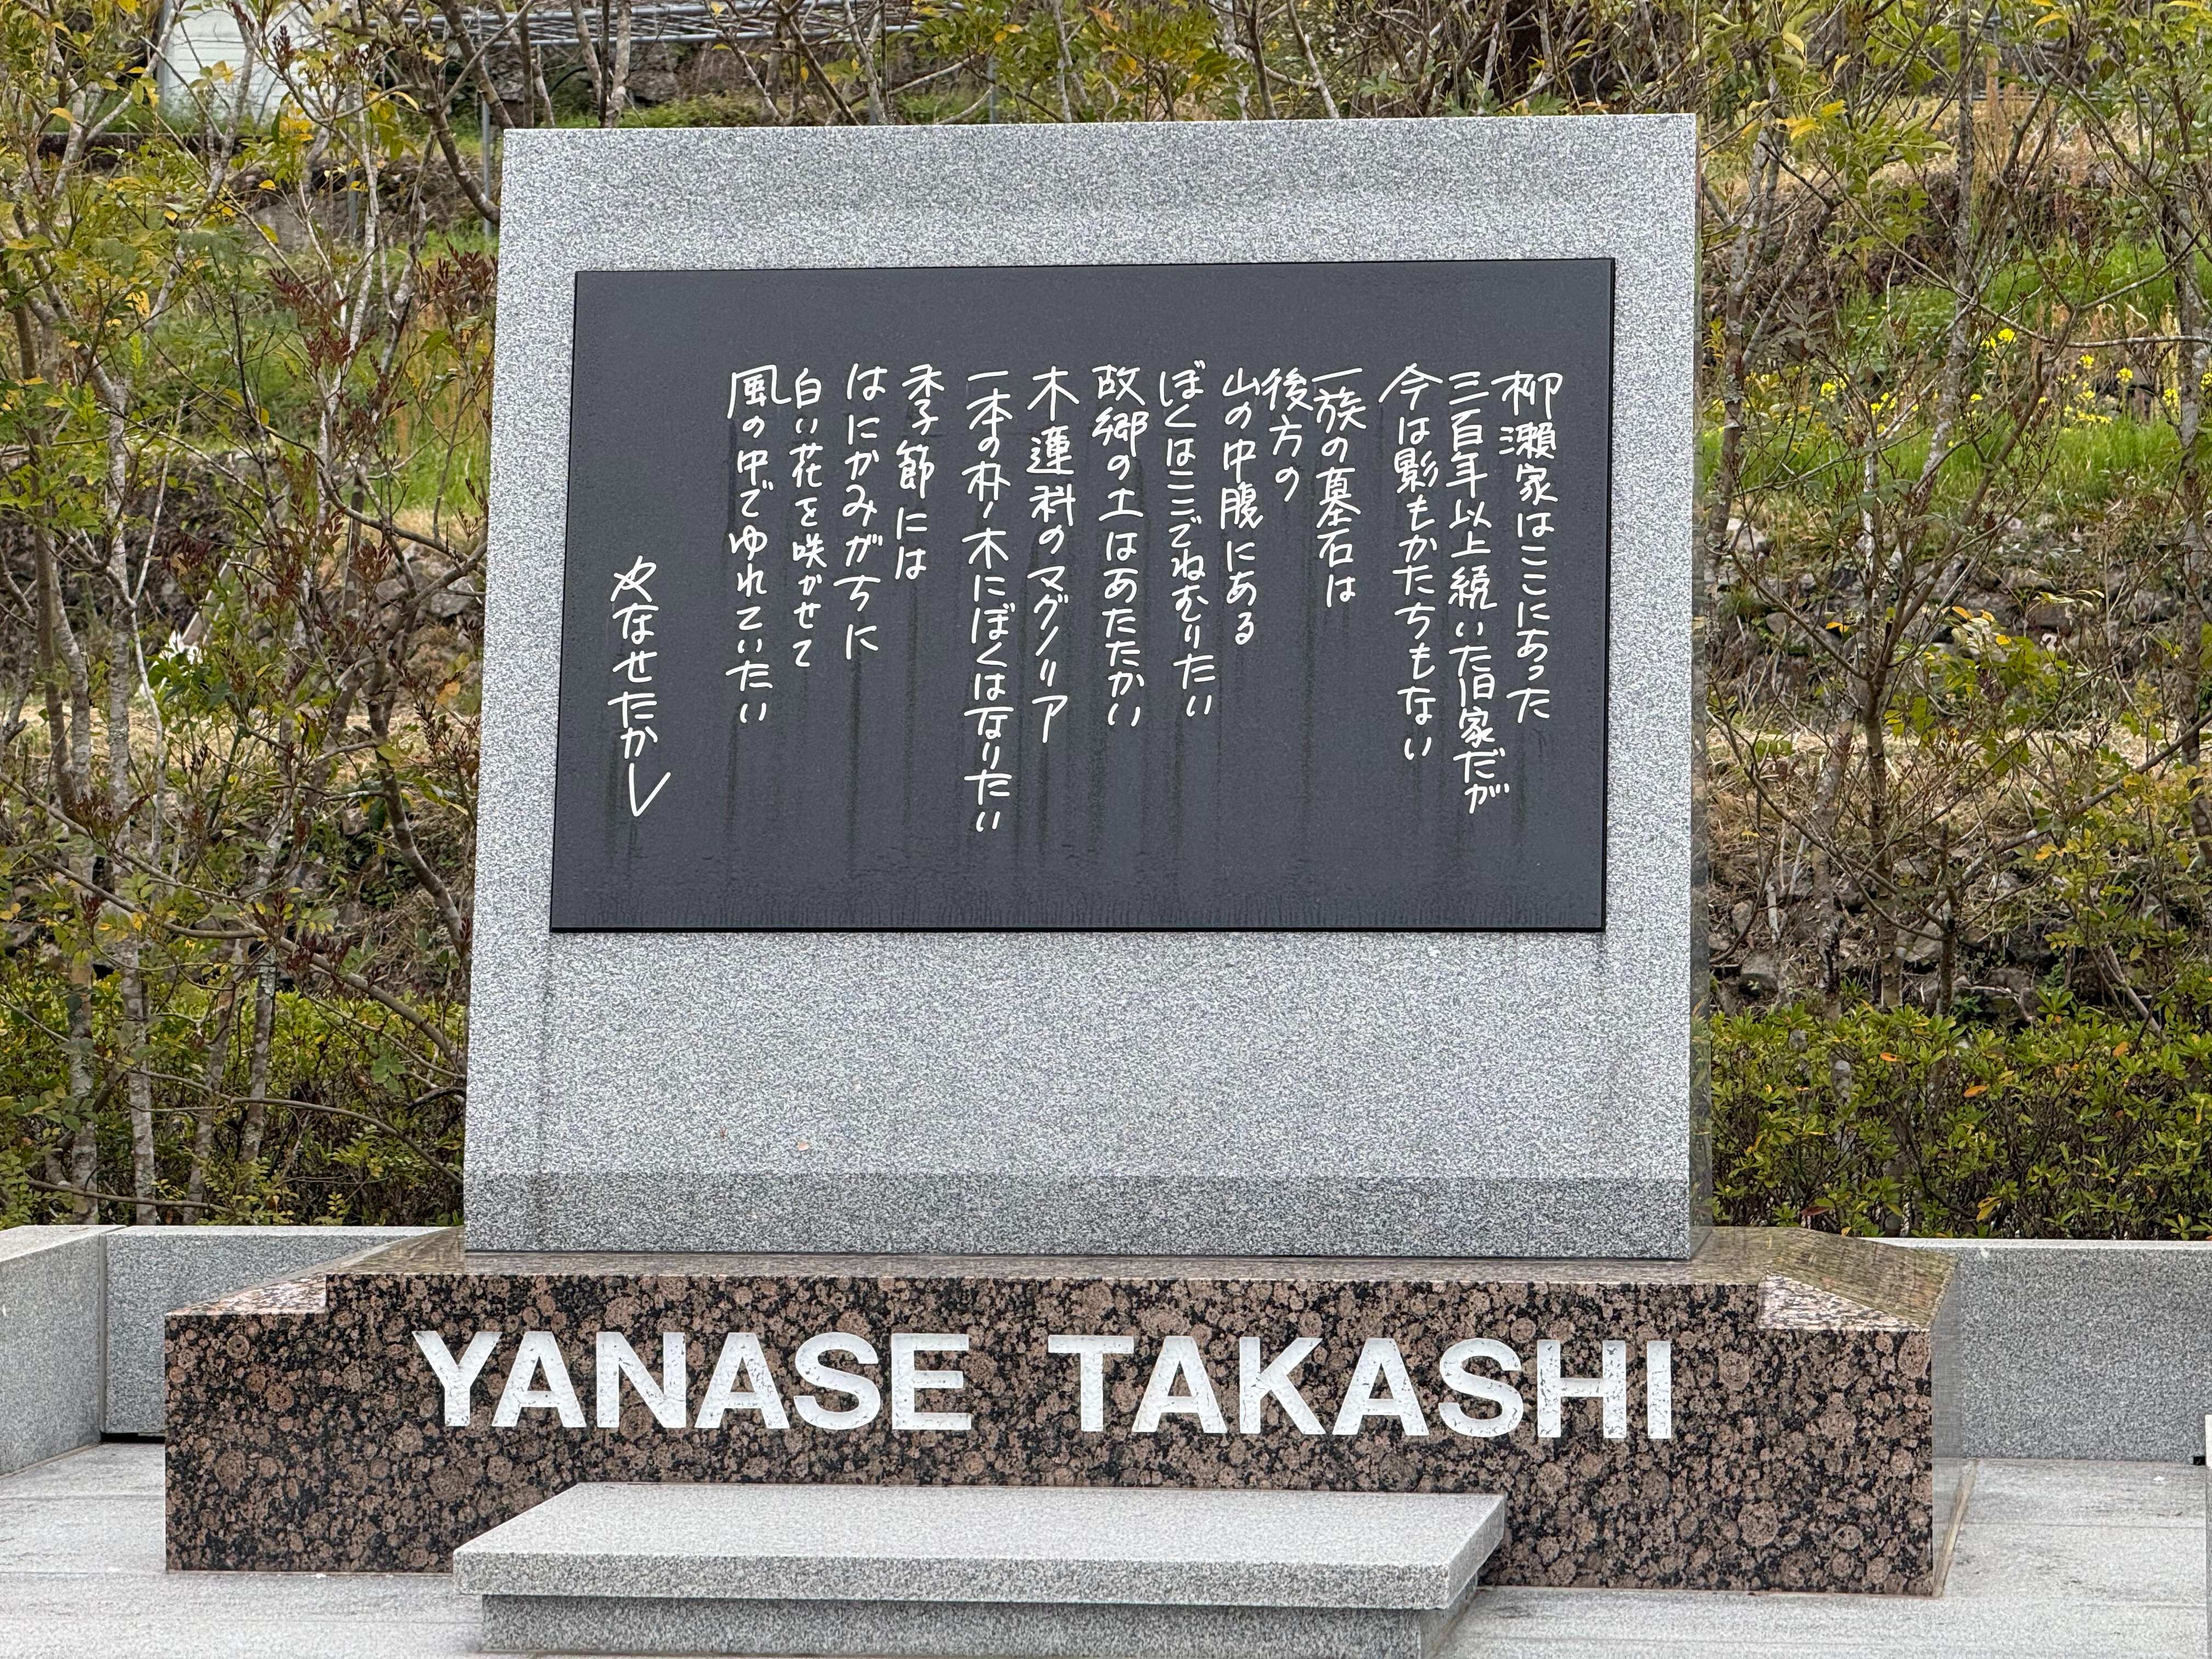 柳瀬家はここにあった
三百年以上続いた旧家だが
今は影もかたちもない
一族の墓石は
後方の
山の中腹にある
ぼくはここでねむりたい
故郷の土はあたたかい
木蓮科のマグノリア
一本の朴ノ木にぼくはなりたい
季節には
はにかみがちに
白い花を咲かせて
風の中でゆれていたい
やなせたかし
YANASE TAKASHI